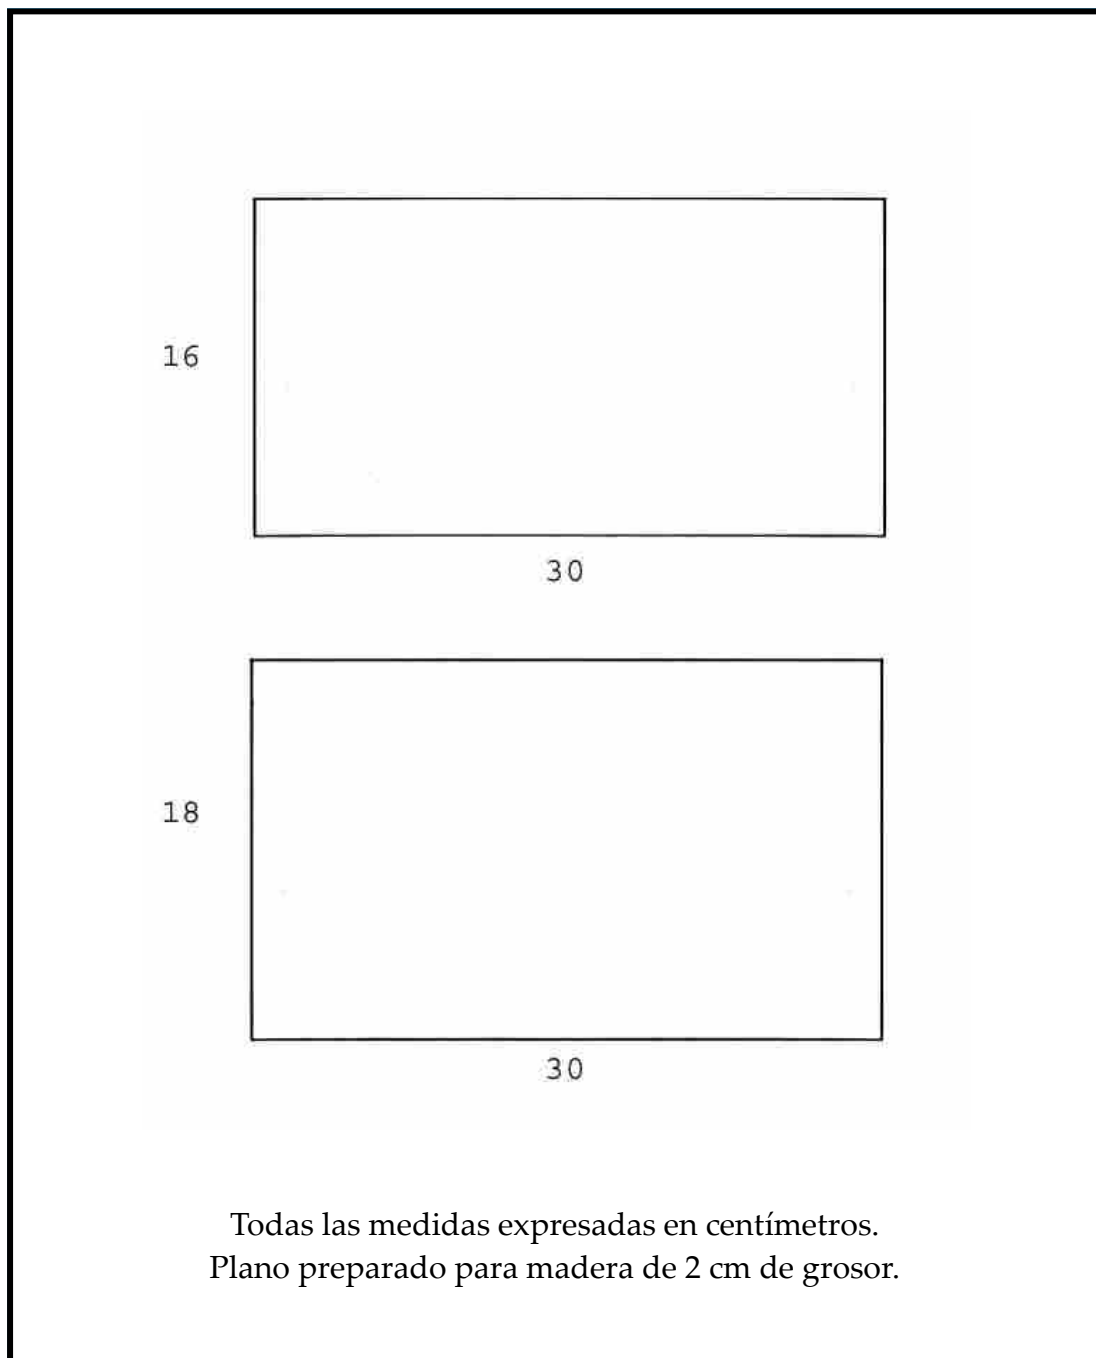 16
30
18
30
Todas las medidas expresadas en centímetros.
Plano preparado para madera de 2 cm de grosor.